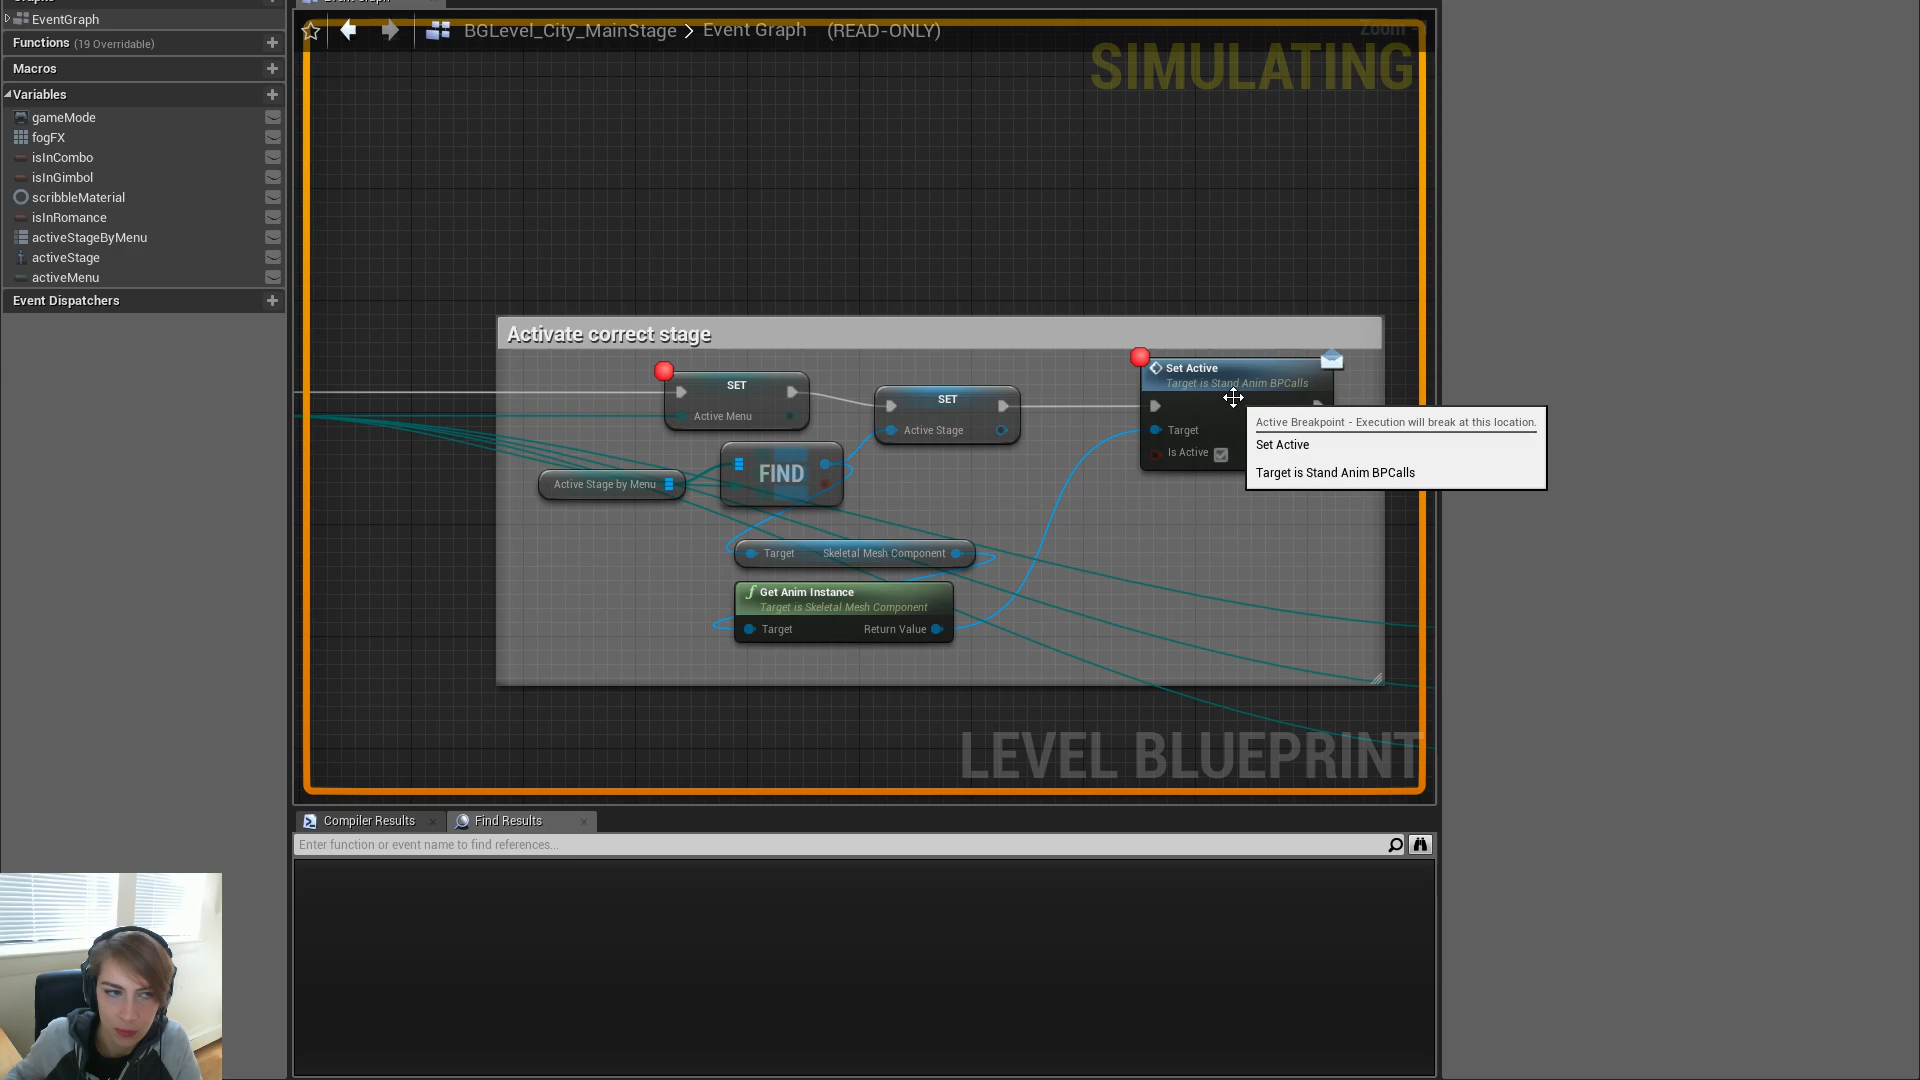 EventGraph
Functions (19 Overridable)
Macros
Variables
gameMode
fogFX
isInCombo
isInGimbol
scribbleMaterial
isInRomance
activeStageByMenu
activeStage
activeMenu
Event Dispatchers
BGLevel_City_MainStage > Event Graph (READ-ONLY)
Zoom
SIMULATING
Activate correct stage
SET
Active Menu
SET
Active Stage
Set Active
Target is Stand Anim BPCalls
Target
Is Active
Active Breakpoint - Execution will break at this location.
Set Active
Target is Stand Anim BPCalls
FIND
Active Stage by Menu
Target Skeletal Mesh Component
f Get Anim Instance
Target is Skeletal Mesh Component
Target Return Value
LEVEL BLUEPRINT
Compiler Results
Find Results
Enter function or event name to find references...